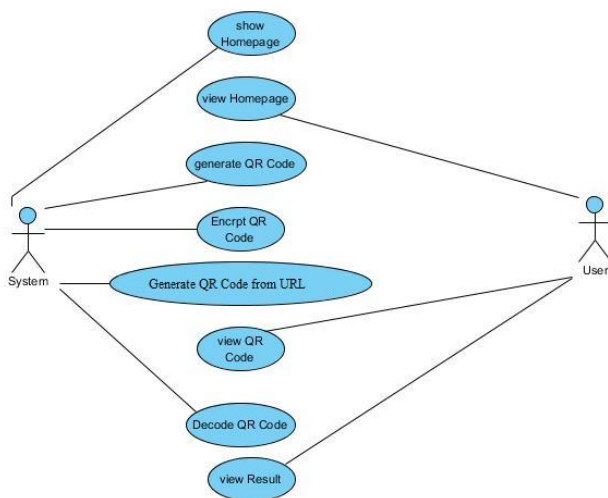 show
Homepage
view Homepage
generate QR Code
Encrpt QR
Code
System
User
Generate QR Code from URL
view QR
Code
Decode QR Code
view Result